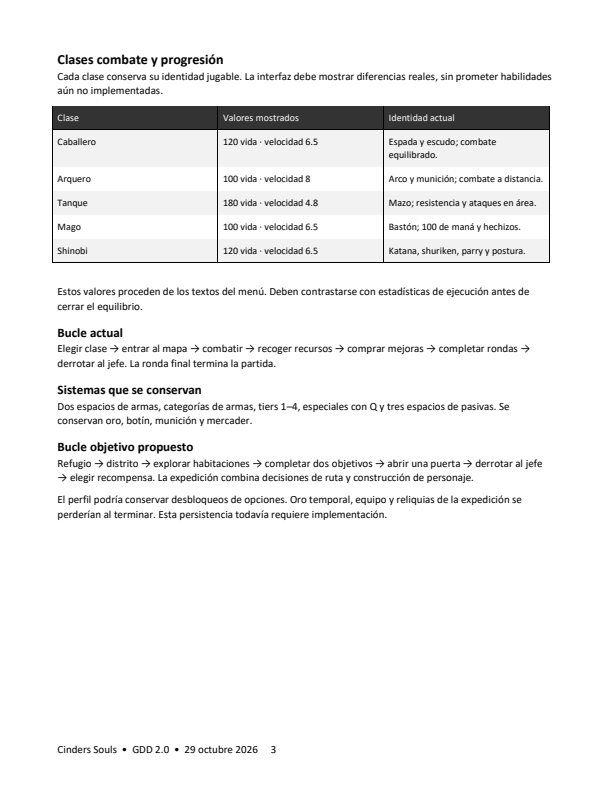 Clases combate y progresión
Cada clase conserva su identidad jugable. La interfaz debe mostrar diferencias reales, sin prometer habilidades
aún no implementadas.
Clase Valores mostrados Identidad actual
Caballero 120 vida · velocidad 6.5 Espada y escudo; combate
equilibrado.
Arquero 100 vida · velocidad 8 Arco y munición; combate a distancia.
Tanque 180 vida · velocidad 4.8 Mazo; resistencia y ataques en área.
Mago 100 vida · velocidad 6.5 Bastón; 100 de maná y hechizos.
Shinobi 120 vida · velocidad 6.5 Katana, shuriken, parry y postura.
Estos valores proceden de los textos del menú. Deben contrastarse con estadísticas de ejecución antes de
cerrar el equilibrio.
Bucle actual
Elegir clase → entrar al mapa → combatir → recoger recursos → comprar mejoras → completar rondas →
derrotar al jefe. La ronda final termina la partida.
Sistemas que se conservan
Dos espacios de armas, categorías de armas, tiers 1–4, especiales con Q y tres espacios de pasivas. Se
conservan oro, botín, munición y mercader.
Bucle objetivo propuesto
Refugio → distrito → explorar habitaciones → completar dos objetivos → abrir una puerta → derrotar al jefe
→ elegir recompensa. La expedición combina decisiones de ruta y construcción de personaje.
El perfil podría conservar desbloqueos de opciones. Oro temporal, equipo y reliquias de la expedición se
perderían al terminar. Esta persistencia todavía requiere implementación.
Cinders Souls • GDD 2.0 • 29 octubre 2026 3